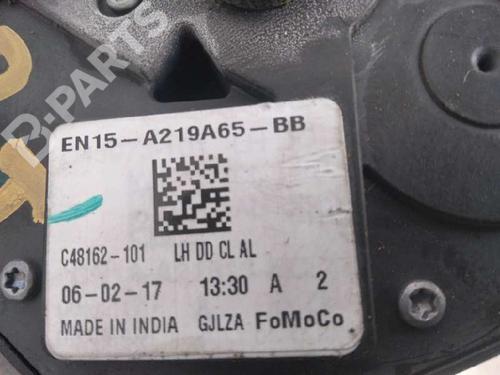 B-PARTS
EN15-A219A65-BB
C48162-101 LH DD CL AL
06-02-17 13:30 A 2
MADE IN INDIA GJLZA FoMoCo